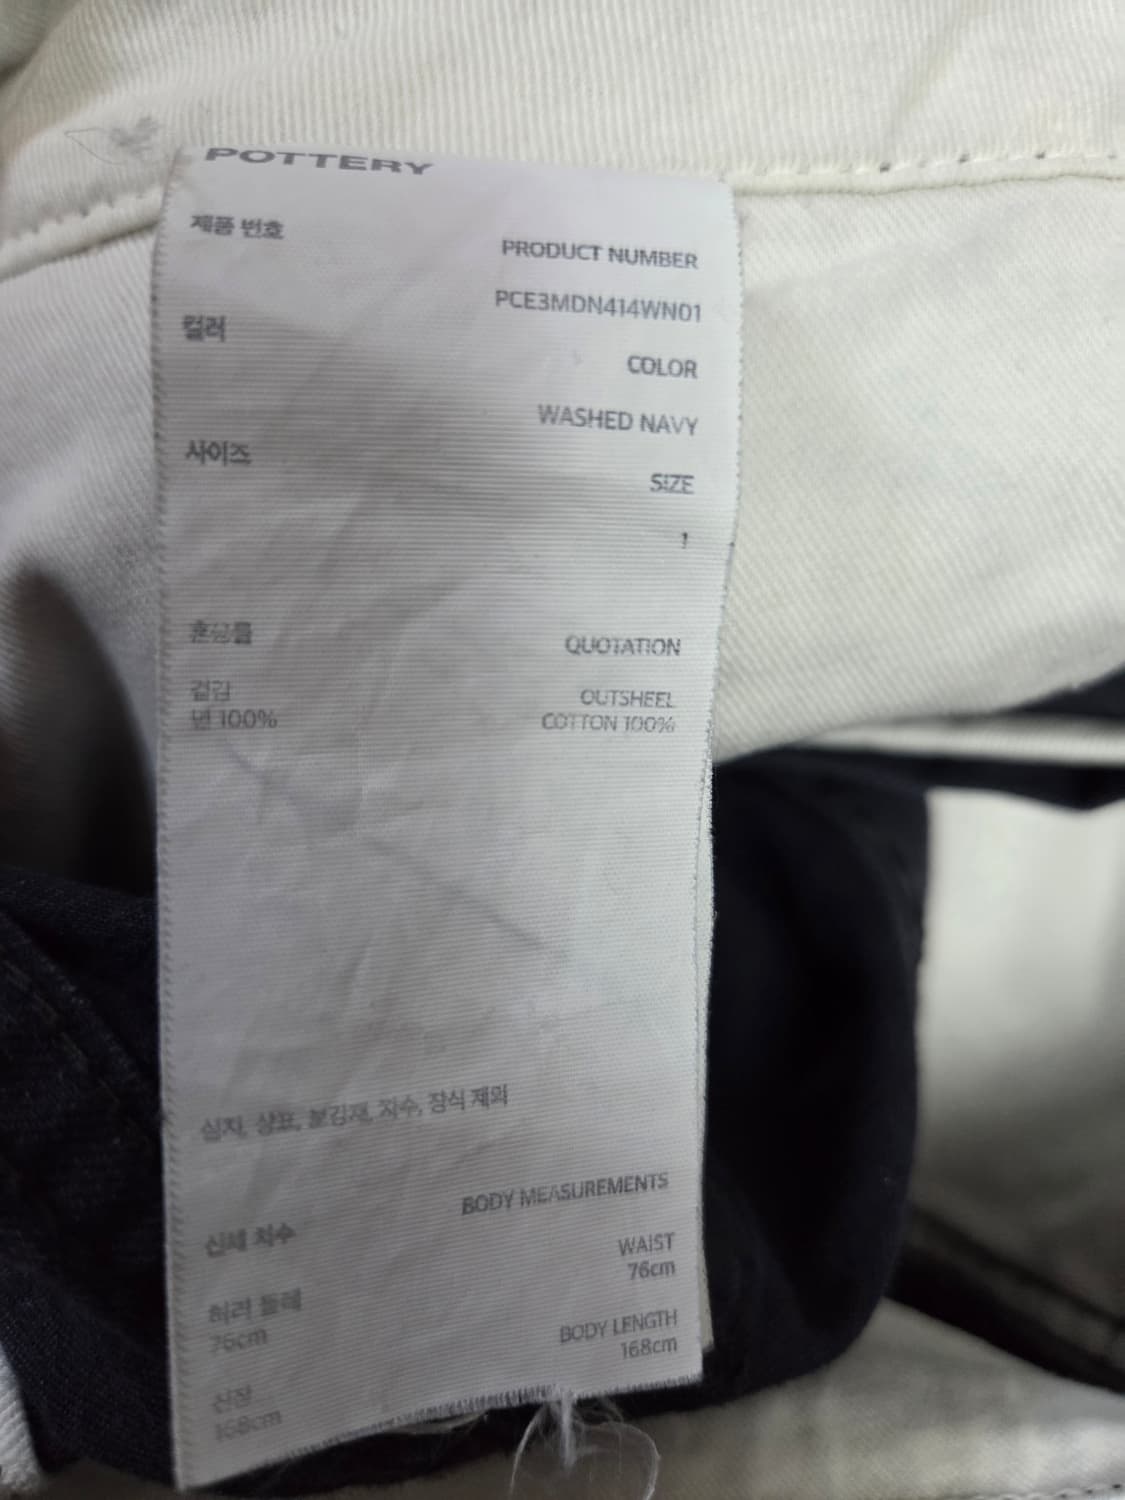 POTTERY
제품 번호
PRODUCT NUMBER
PCE3MDN414WN01
컬러
COLOR
WASHED NAVY
사이즈
SIZE
1
혼용률
QUOTATION
겉감
OUTSHEEL
면 100%
COTTON 100%
심지, 상표, 봉김재, 자수, 장식 제외
BODY MEASUREMENTS
신체 치수
WAIST
76cm
허리 둘레
76cm
BODY LENGTH
168cm
신장
168cm